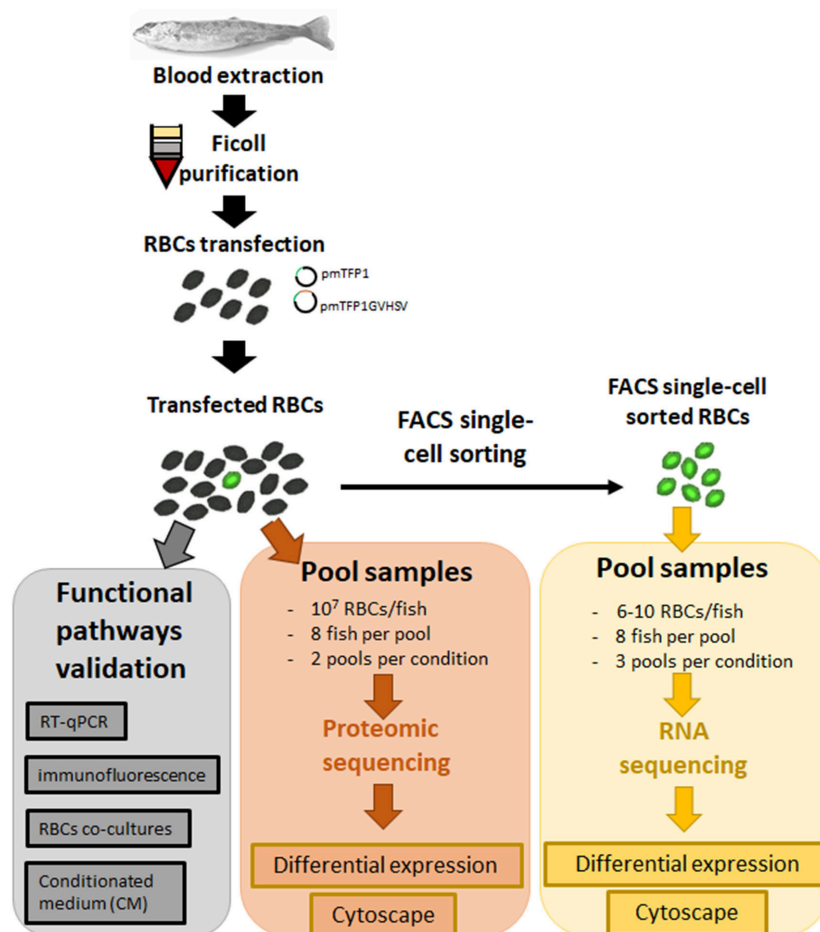 Blood extraction
Ficoll
purification
RBCs transfection
pmTFP1
pmTFP1GVHSV
Transfected RBCs
FACS single-
cell sorting
FACS single-cell
sorted RBCs
Functional
pathways
validation
RT-qPCR
immunofluorescence
RBCs co-cultures
Conditionated
medium (CM)
Pool samples
- 10⁷ RBCs/fish
- 8 fish per pool
- 2 pools per condition
Proteomic
sequencing
Differential expression
Cytoscape
Pool samples
- 6-10 RBCs/fish
- 8 fish per pool
- 3 pools per condition
RNA
sequencing
Differential expression
Cytoscape